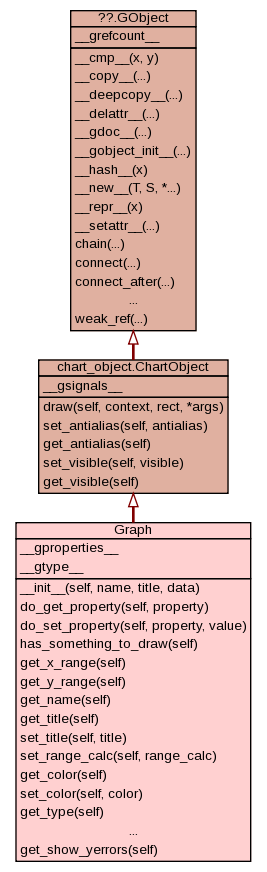 ??.GObject
__grefcount__
__cmp__(x, y)
__copy__(...)
__deepcopy__(...)
__delattr__(...)
__gdoc__(...)
__gobject_init__(...)
__hash__(x)
__new__(T, S, *...)
__repr__(x)
__setattr__(...)
chain(...)
connect(...)
connect_after(...)
...
weak_ref(...)
chart_object.ChartObject
__gsignals__
draw(self, context, rect, *args)
set_antialias(self, antialias)
get_antialias(self)
set_visible(self, visible)
get_visible(self)
Graph
__gproperties__
__gtype__
__init__(self, name, title, data)
do_get_property(self, property)
do_set_property(self, property, value)
has_something_to_draw(self)
get_x_range(self)
get_y_range(self)
get_name(self)
get_title(self)
set_title(self, title)
set_range_calc(self, range_calc)
get_color(self)
set_color(self, color)
get_type(self)
...
get_show_yerrors(self)